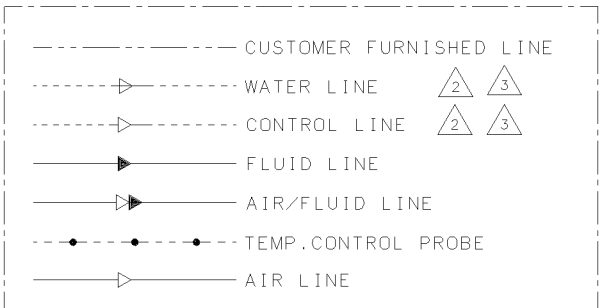 CUSTOMER FURNISHED LINE
WATER LINE 2 3
CONTROL LINE 2 3
FLUID LINE
AIR/FLUID LINE
TEMP.CONTROL PROBE
AIR LINE